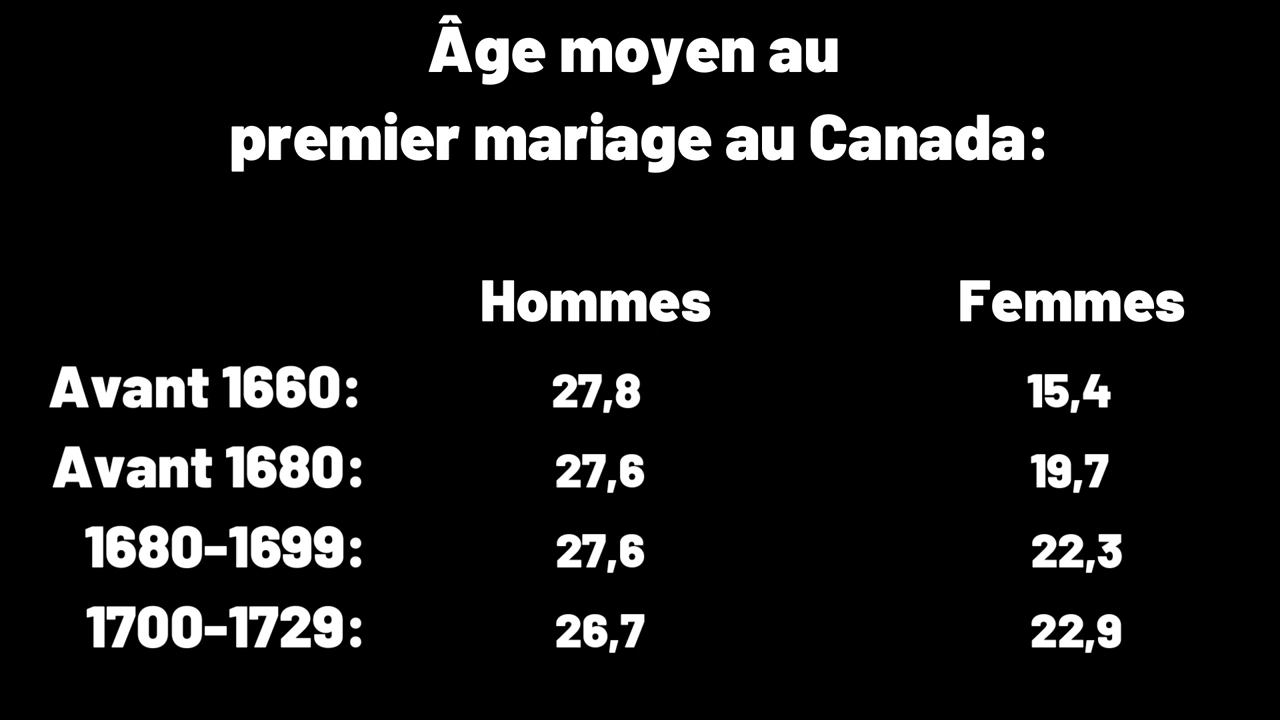 Âge moyen au
premier mariage au Canada:
Hommes Femmes
Avant 1660: 27,8 15,4
Avant 1680: 27,6 19,7
1680-1699: 27,6 22,3
1700-1729: 26,7 22,9